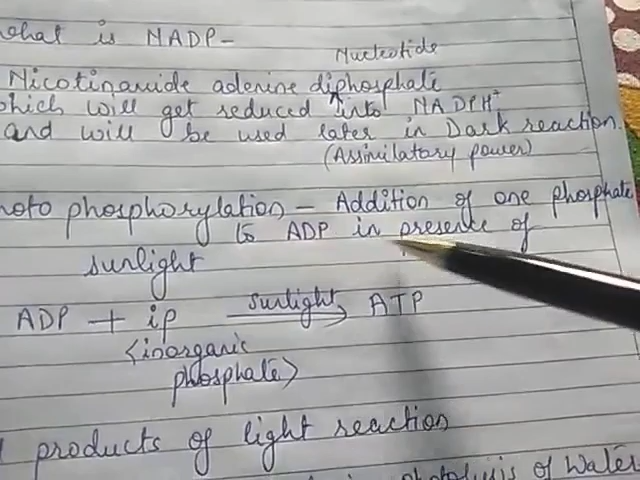 what is NADP-
Nucleotide
Nicotinamide adenine diphosphate
which will get reduced into NADPH+
and will be used later in Dark reaction.
(Assimilatory power)
hoto phosphorylation - Addition of one phosphate
to ADP in presence of
sunlight
ADP + ip sunlight ATP
<inorganic
phosphate>
products of light reaction
of Water